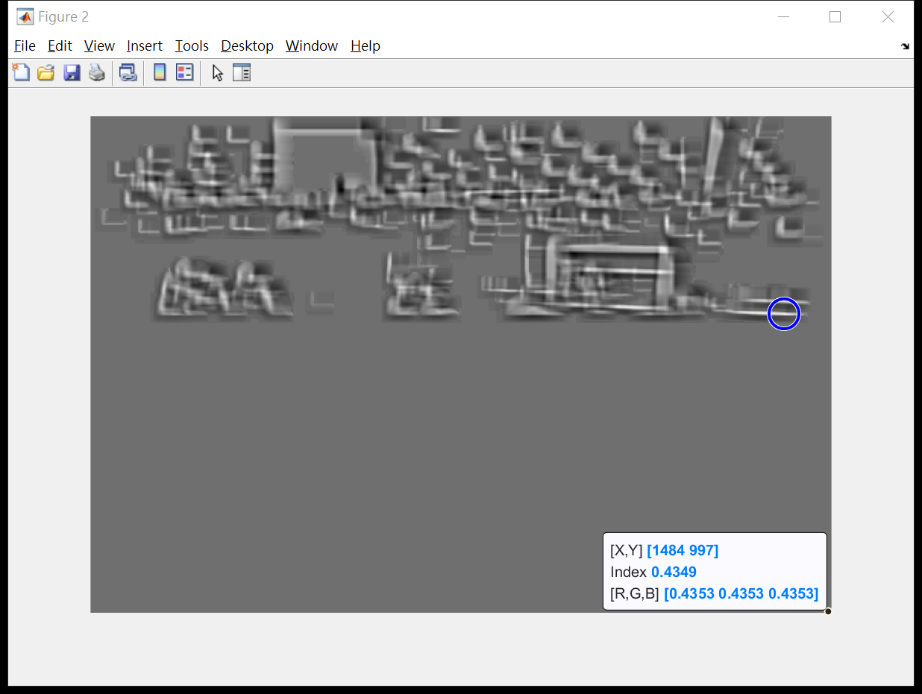 Figure 2
File Edit View Insert Tools Desktop Window Help
[X,Y] [1484 997]
Index 0.4349
[R,G,B] [0.4353 0.4353 0.4353]